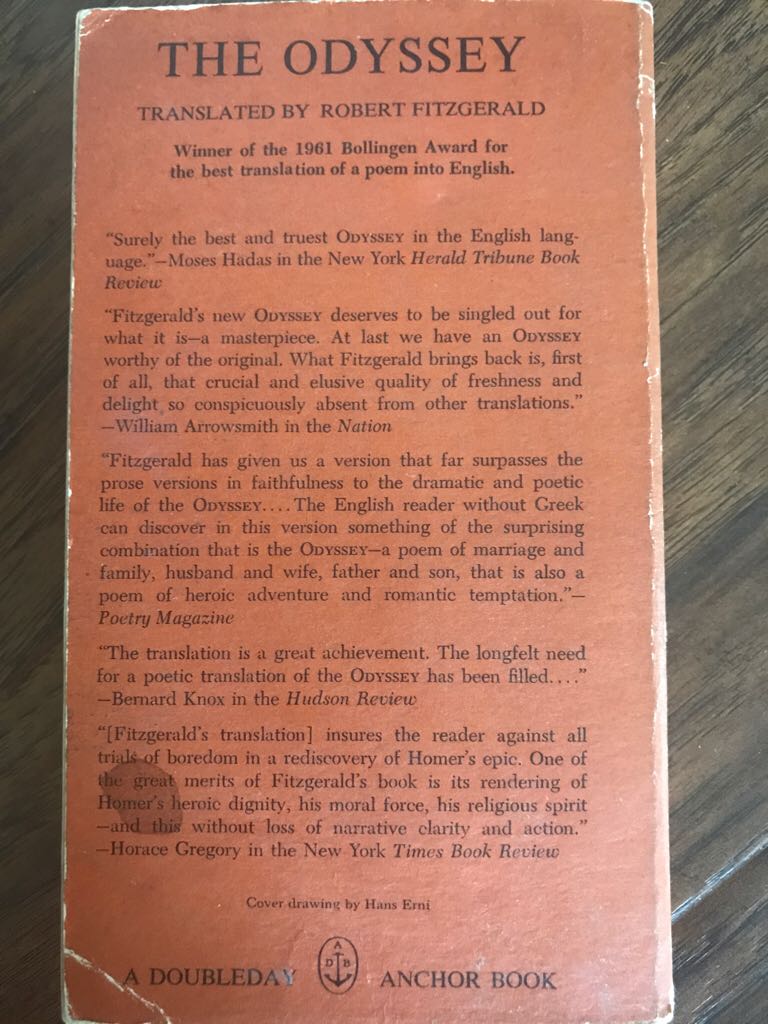 THE ODYSSEY
TRANSLATED BY ROBERT FITZGERALD
Winner of the 1961 Bollingen Award for
the best translation of a poem into English.
“Surely the best and truest ODYSSEY in the English lang-
uage.”—Moses Hadas in the New York Herald Tribune Book
Review
“Fitzgerald’s new ODYSSEY deserves to be singled out for
what it is—a masterpiece. At last we have an ODYSSEY
worthy of the original. What Fitzgerald brings back is, first
of all, that crucial and elusive quality of freshness and
delight so conspicuously absent from other translations.”
—William Arrowsmith in the Nation
“Fitzgerald has given us a version that far surpasses the
prose versions in faithfulness to the dramatic and poetic
life of the ODYSSEY....The English reader without Greek
can discover in this version something of the surprising
combination that is the ODYSSEY—a poem of marriage and
family, husband and wife, father and son, that is also a
poem of heroic adventure and romantic temptation.”—
Poetry Magazine
“The translation is a great achievement. The longfelt need
for a poetic translation of the ODYSSEY has been filled....”
—Bernard Knox in the Hudson Review
“[Fitzgerald’s translation] insures the reader against all
trials of boredom in a rediscovery of Homer’s epic. One of
the great merits of Fitzgerald’s book is its rendering of
Homer’s heroic dignity, his moral force, his religious spirit
—and this without loss of narrative clarity and action.”
—Horace Gregory in the New York Times Book Review
Cover drawing by Hans Erni
A DOUBLEDAY ADB ANCHOR BOOK